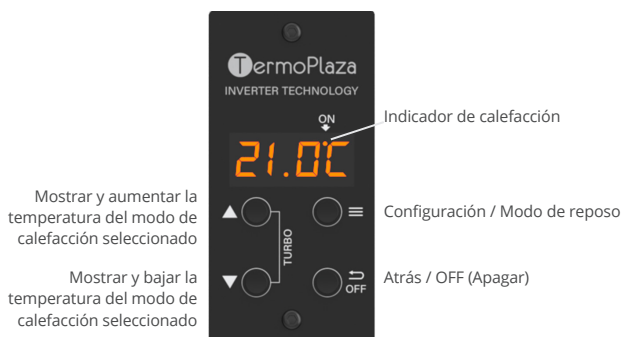 TermoPlaza
INVERTER TECHNOLOGY
ON
Indicador de calefacción
21.0°C
Mostrar y aumentar la
temperatura del modo de
calefacción seleccionado
Configuración / Modo de reposo
TURBO
Mostrar y bajar la
temperatura del modo de
calefacción seleccionado
Atrás / OFF (Apagar)
OFF